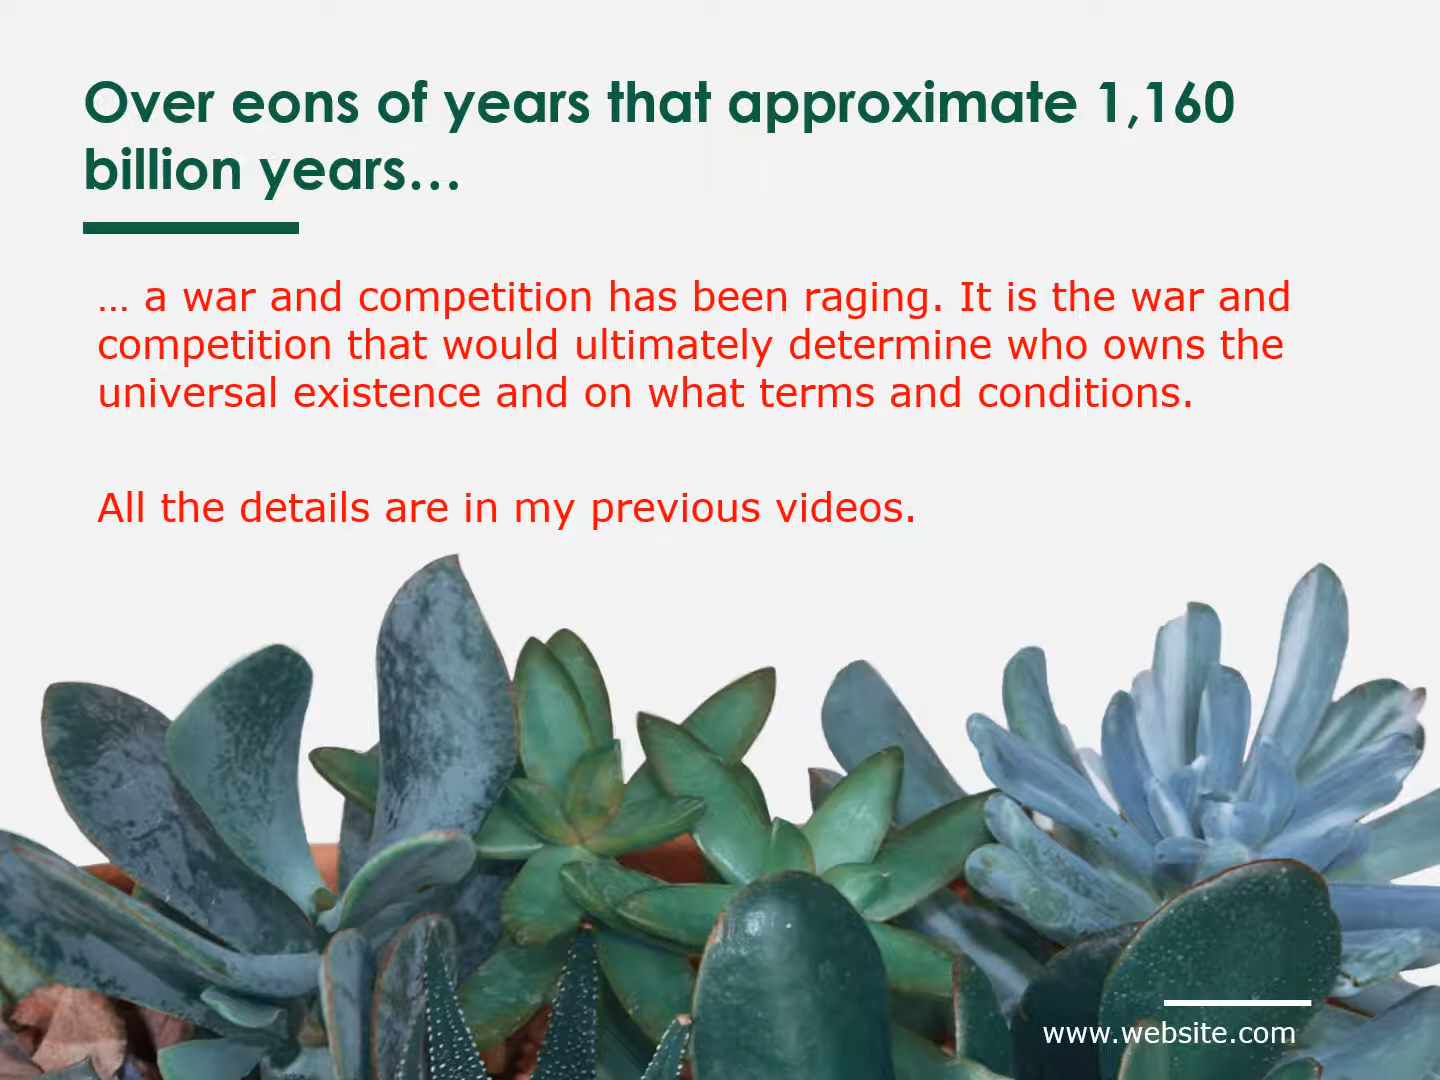 Over eons of years that approximate 1,160
billion years…
… a war and competition has been raging. It is the war and
competition that would ultimately determine who owns the
universal existence and on what terms and conditions.
All the details are in my previous videos.
www.website.com